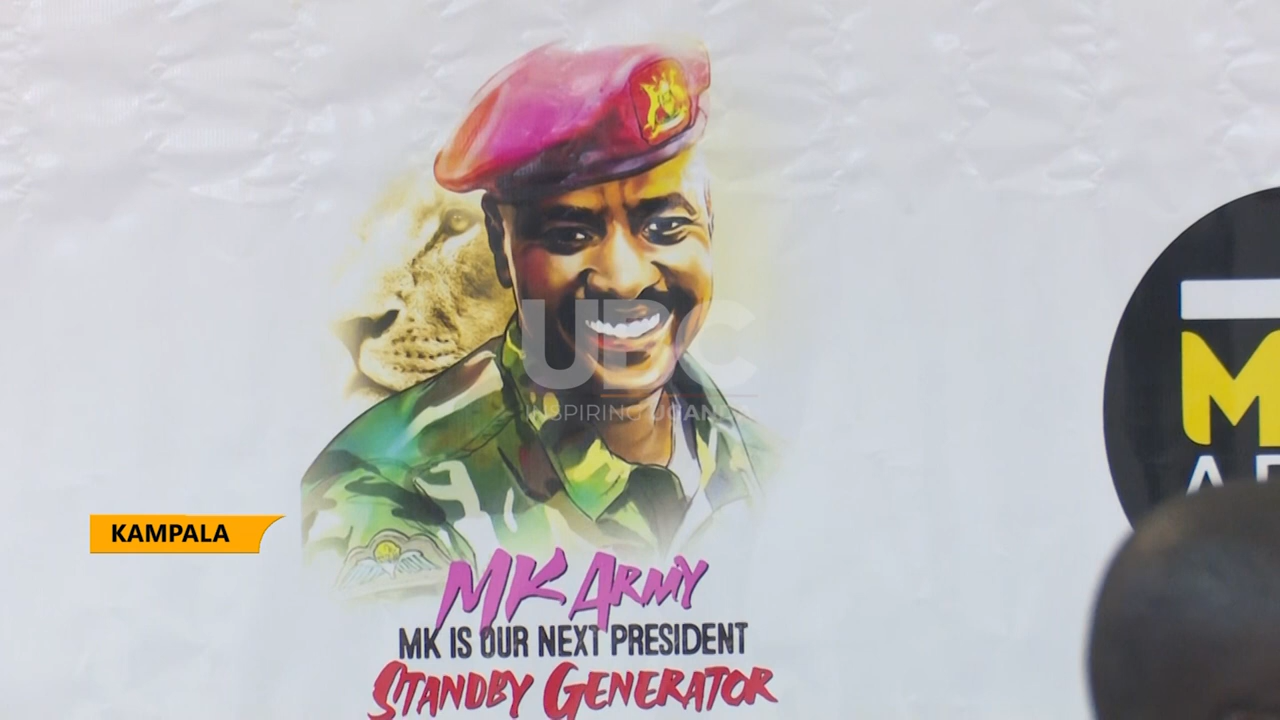 UBC
INSPIRING UGANDA
M
KAMPALA
MK ARMY
MK IS OUR NEXT PRESIDENT
STANDBY GENERATOR